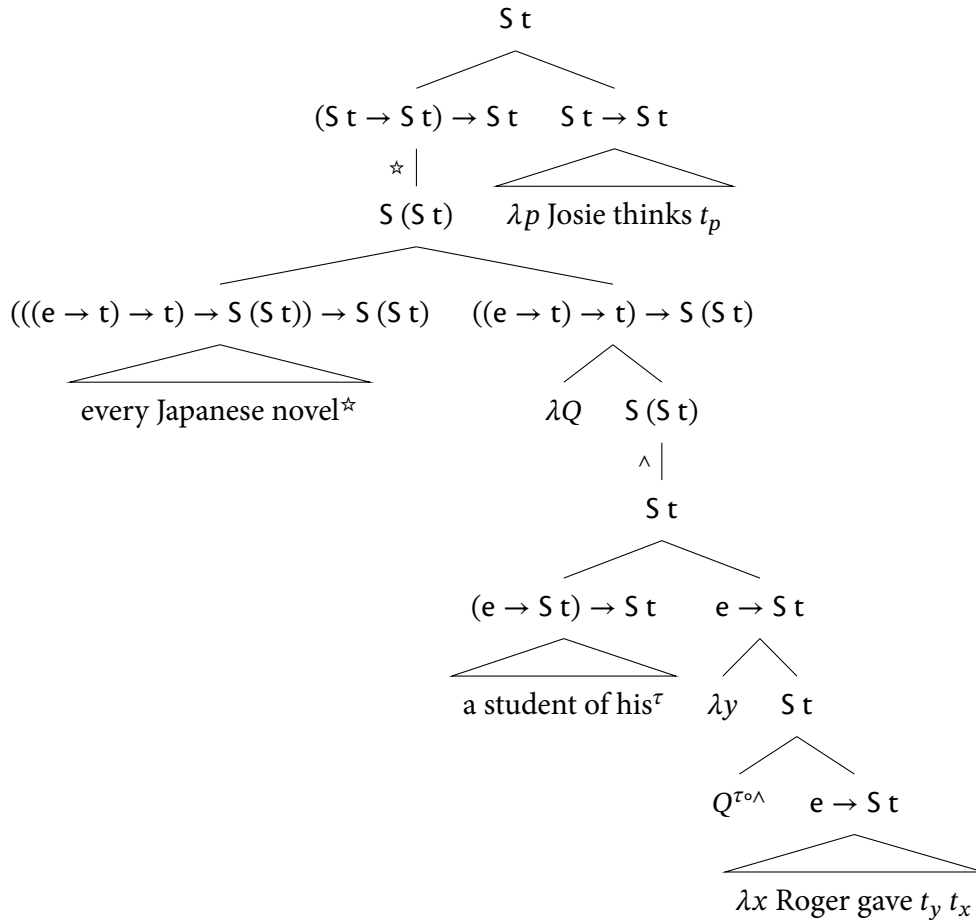 S t
(S t → S t) → S t S t → S t
☆
S (S t) λp Josie thinks t_p
(((e → t) → t) → S (S t)) → S (S t) ((e → t) → t) → S (S t)
every Japanese novel^☆ λQ S (S t)
∧
S t
(e → S t) → S t e → S t
a student of his^τ λy S t
Q^{τ∘∧} e → S t
λx Roger gave t_y t_x